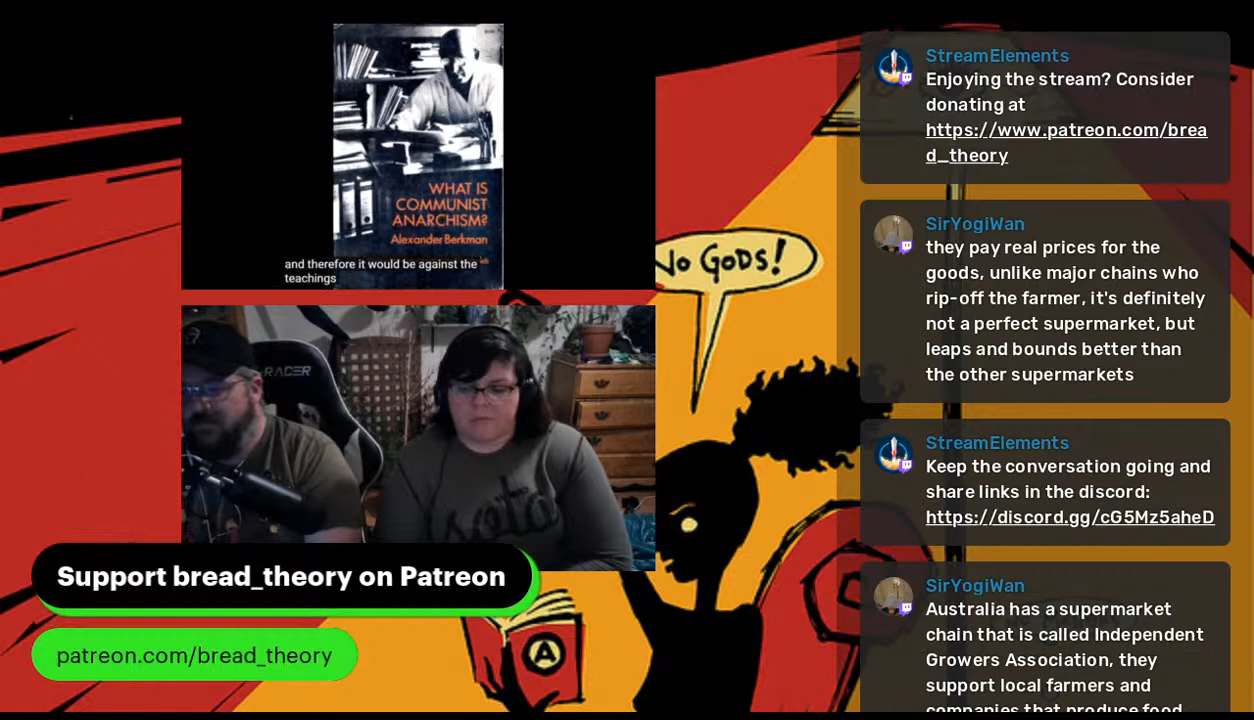 WHAT IS
COMMUNIST
ANARCHISM?
Alexander Berkman
and therefore it would be against the
teachings
NO GODS!
RACER
sota
Support bread_theory on Patreon
patreon.com/bread_theory
A
StreamElements
Enjoying the stream? Consider
donating at
https://www.patreon.com/brea
d_theory
SirYogiWan
they pay real prices for the
goods, unlike major chains who
rip-off the farmer, it's definitely
not a perfect supermarket, but
leaps and bounds better than
the other supermarkets
StreamElements
Keep the conversation going and
share links in the discord:
https://discord.gg/cG5Mz5aheD
SirYogiWan
Australia has a supermarket
chain that is called Independent
Growers Association, they
support local farmers and
companies that produce food